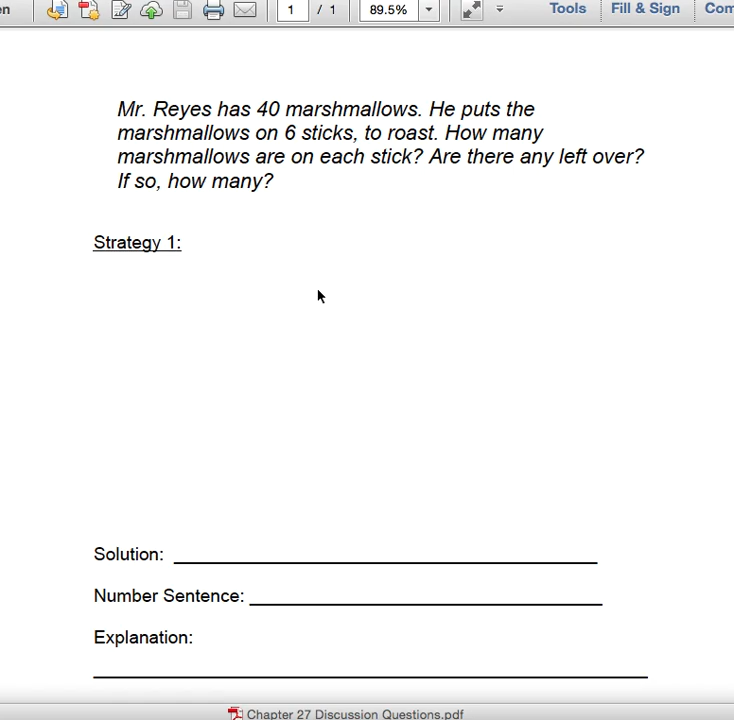 en
1 / 1
89.5%
Tools
Fill & Sign
Com
Mr. Reyes has 40 marshmallows. He puts the
marshmallows on 6 sticks, to roast. How many
marshmallows are on each stick? Are there any left over?
If so, how many?
Strategy 1:
Solution:
Number Sentence:
Explanation:
Chapter 27 Discussion Questions.pdf